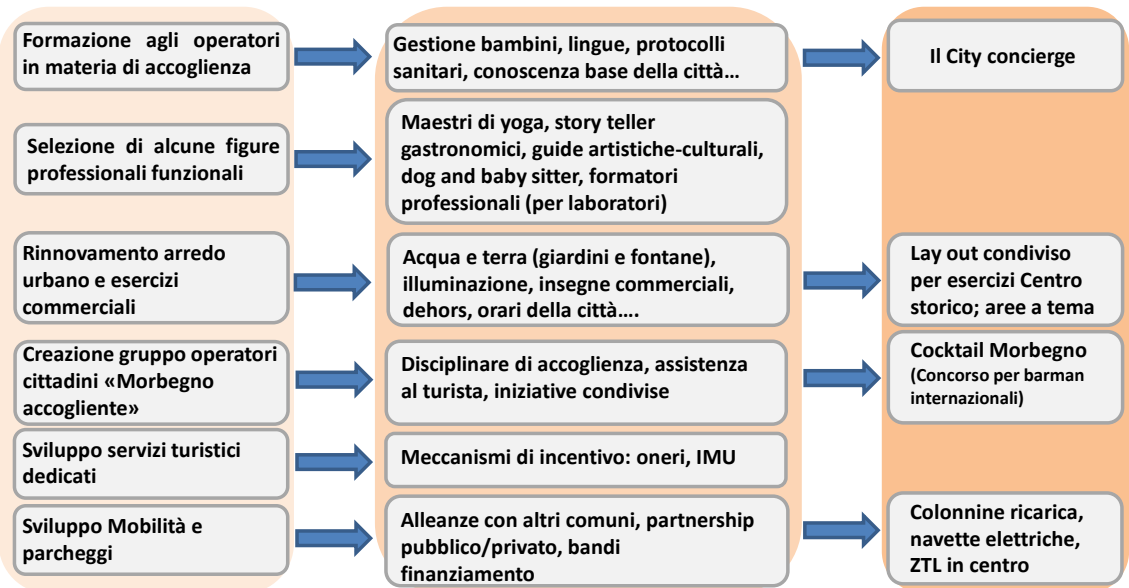 Formazione agli operatori
in materia di accoglienza
Gestione bambini, lingue, protocolli
sanitari, conoscenza base della città…
Il City concierge
Selezione di alcune figure
professionali funzionali
Maestri di yoga, story teller
gastronomici, guide artistiche-culturali,
dog and baby sitter, formatori
professionali (per laboratori)
Rinnovamento arredo
urbano e esercizi
commerciali
Acqua e terra (giardini e fontane),
illuminazione, insegne commerciali,
dehors, orari della città….
Lay out condiviso
per esercizi Centro
storico; aree a tema
Creazione gruppo operatori
cittadini «Morbegno
accogliente»
Disciplinare di accoglienza, assistenza
al turista, iniziative condivise
Cocktail Morbegno
(Concorso per barman
internazionali)
Sviluppo servizi turistici
dedicati
Meccanismi di incentivo: oneri, IMU
Sviluppo Mobilità e
parcheggi
Alleanze con altri comuni, partnership
pubblico/privato, bandi
finanziamento
Colonnine ricarica,
navette elettriche,
ZTL in centro